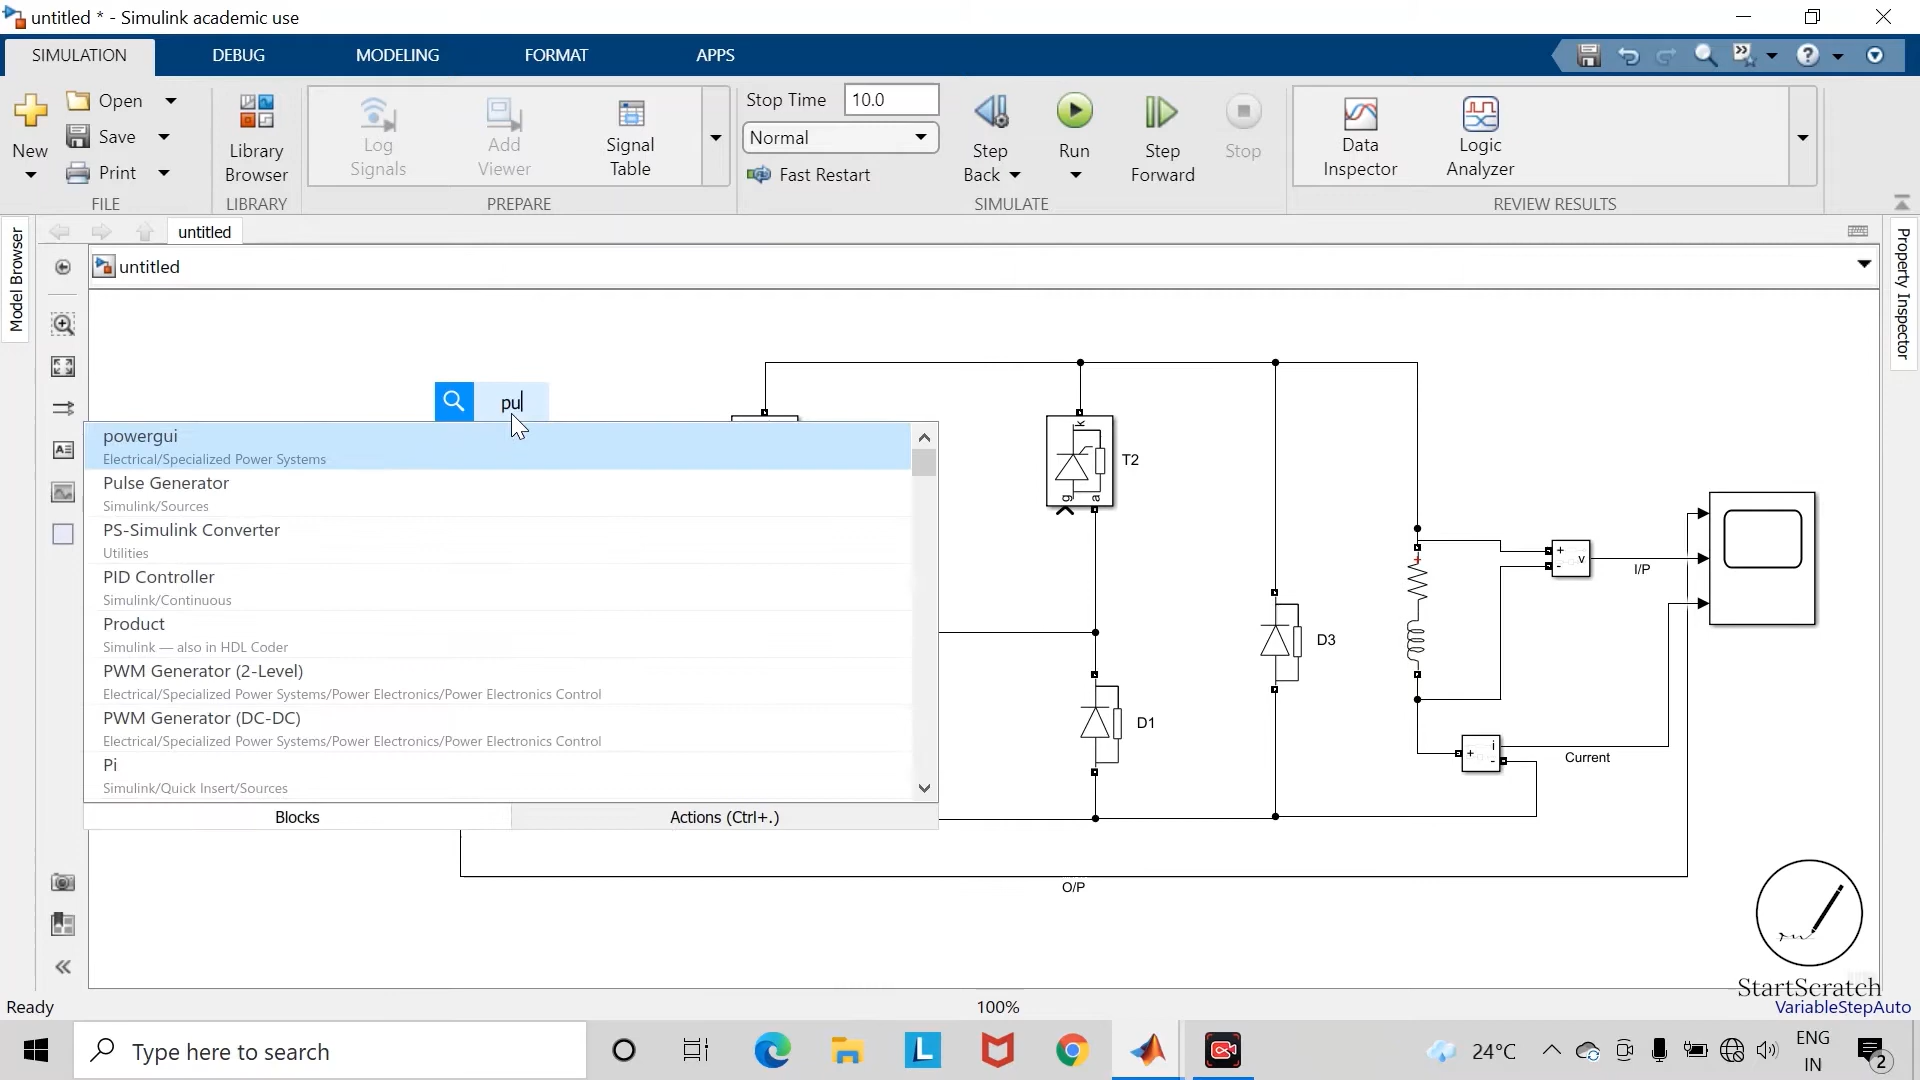 untitled * - Simulink academic use
SIMULATION DEBUG MODELING FORMAT APPS
New
Open
Save
Print
FILE
Library
Browser
LIBRARY
Log
Signals
Add
Viewer
Signal
Table
PREPARE
Stop Time 10.0
Normal
Fast Restart
Step
Back
Run
Step
Forward
Stop
SIMULATE
Data
Inspector
Logic
Analyzer
REVIEW RESULTS
Model Browser
untitled
untitled
Property Inspector
pu
powergui
Electrical/Specialized Power Systems
Pulse Generator
Simulink/Sources
PS-Simulink Converter
Utilities
PID Controller
Simulink/Continuous
Product
Simulink — also in HDL Coder
PWM Generator (2-Level)
Electrical/Specialized Power Systems/Power Electronics/Power Electronics Control
PWM Generator (DC-DC)
Electrical/Specialized Power Systems/Power Electronics/Power Electronics Control
Pi
Simulink/Quick Insert/Sources
Blocks Actions (Ctrl+.)
k
g a
T2
D1
D3
+ v
-
I/P
i
+ -
Current
O/P
StartScratch
Ready 100% VariableStepAuto
Type here to search
24°C
ENG
IN
2